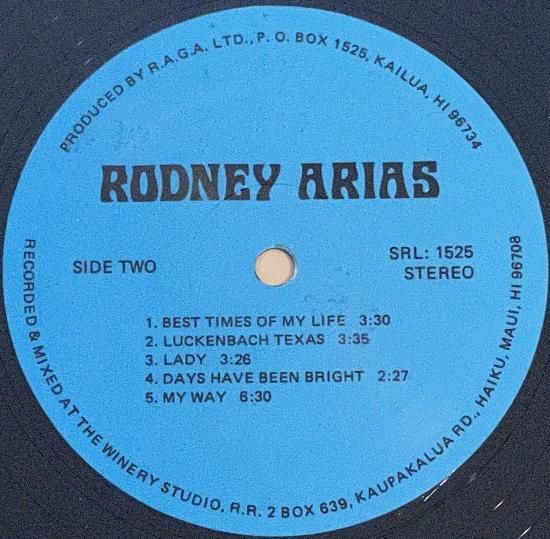 PRODUCED BY R.A.G.A. LTD., P. O. BOX 1525, KAILUA, HI 96734
RODNEY ARIAS
SIDE TWO
SRL: 1525
STEREO
1. BEST TIMES OF MY LIFE 3:30
2. LUCKENBACH TEXAS 3:35
3. LADY 3:26
4. DAYS HAVE BEEN BRIGHT 2:27
5. MY WAY 6:30
RECORDED & MIXED AT THE WINERY STUDIO, R.R. 2 BOX 639, KAUPAKALUA RD., HAIKU, MAUI, HI 96708